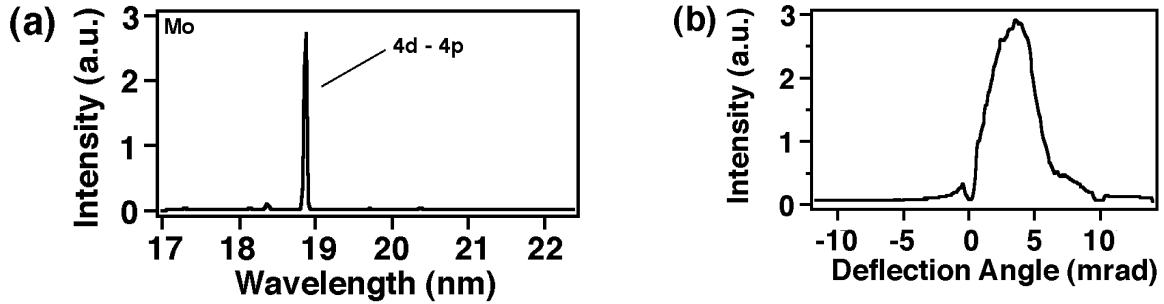 (a)
Intensity (a.u.)
3
2
1
0
Mo
4d - 4p
17 18 19 20 21 22
Wavelength (nm)
(b)
Intensity (a.u.)
3
2
1
0
-10 -5 0 5 10
Deflection Angle (mrad)